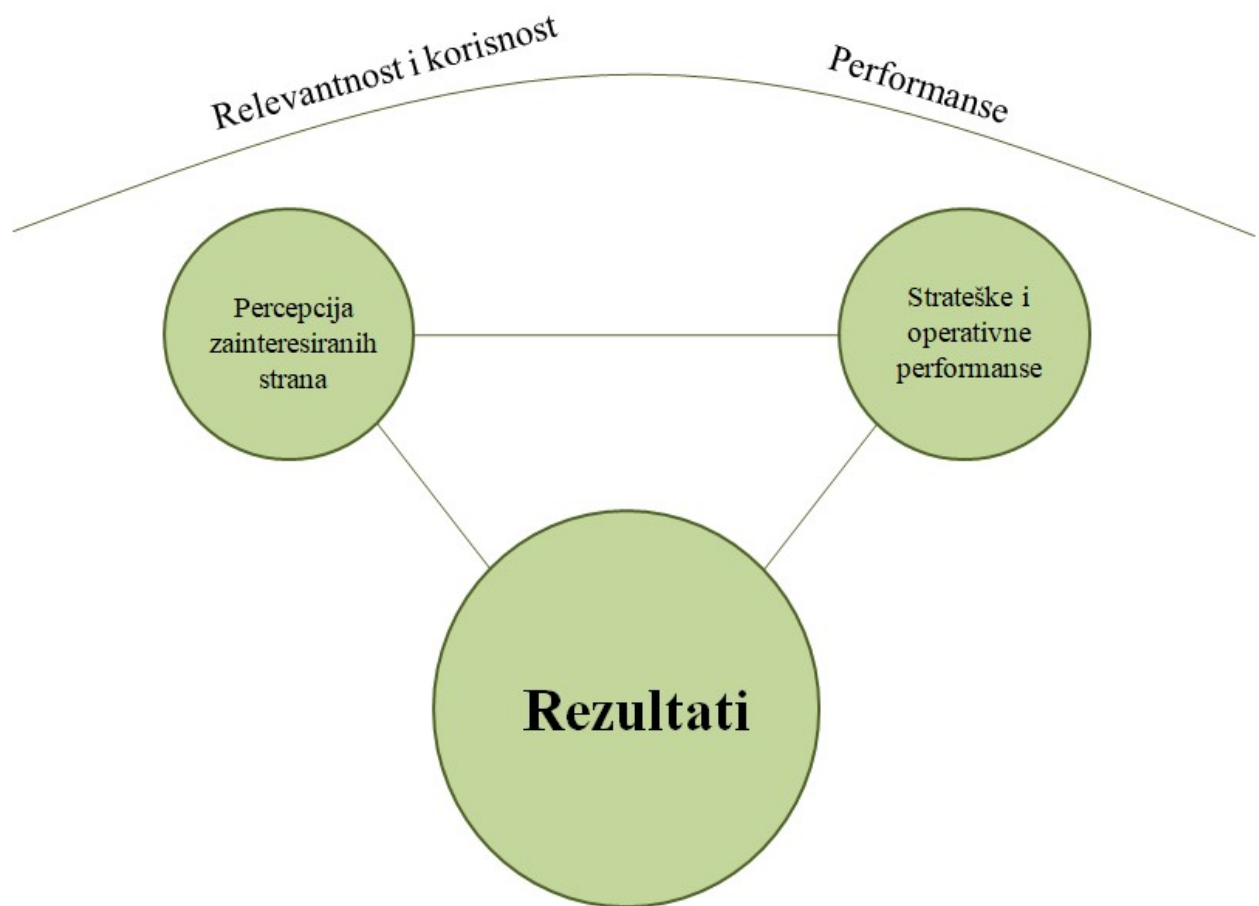 Relevantnost i korisnost
Performanse
Percepcija
zainteresiranih
strana
Strateške i
operativne
performanse
Rezultati